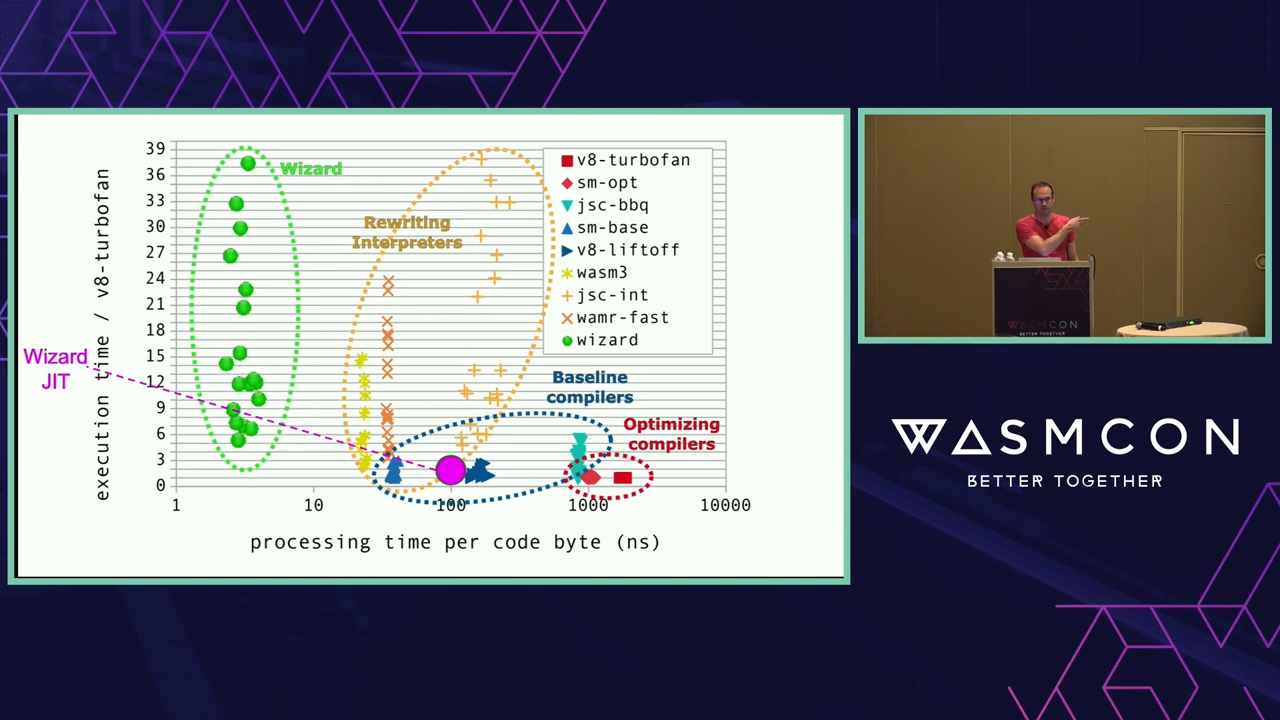 39
36
33
30
27
24
21
18
15
12
9
6
3
0
execution time / v8-turbofan
Wizard
Rewriting
Interpreters
Wizard
JIT
v8-turbofan
sm-opt
jsc-bbq
sm-base
v8-liftoff
wasm3
jsc-int
wamr-fast
wizard
Baseline
compilers
Optimizing
compilers
1 10 100 1000 10000
processing time per code byte (ns)
WASMCON
BETTER TOGETHER
WASMCON
BETTER TOGETHER